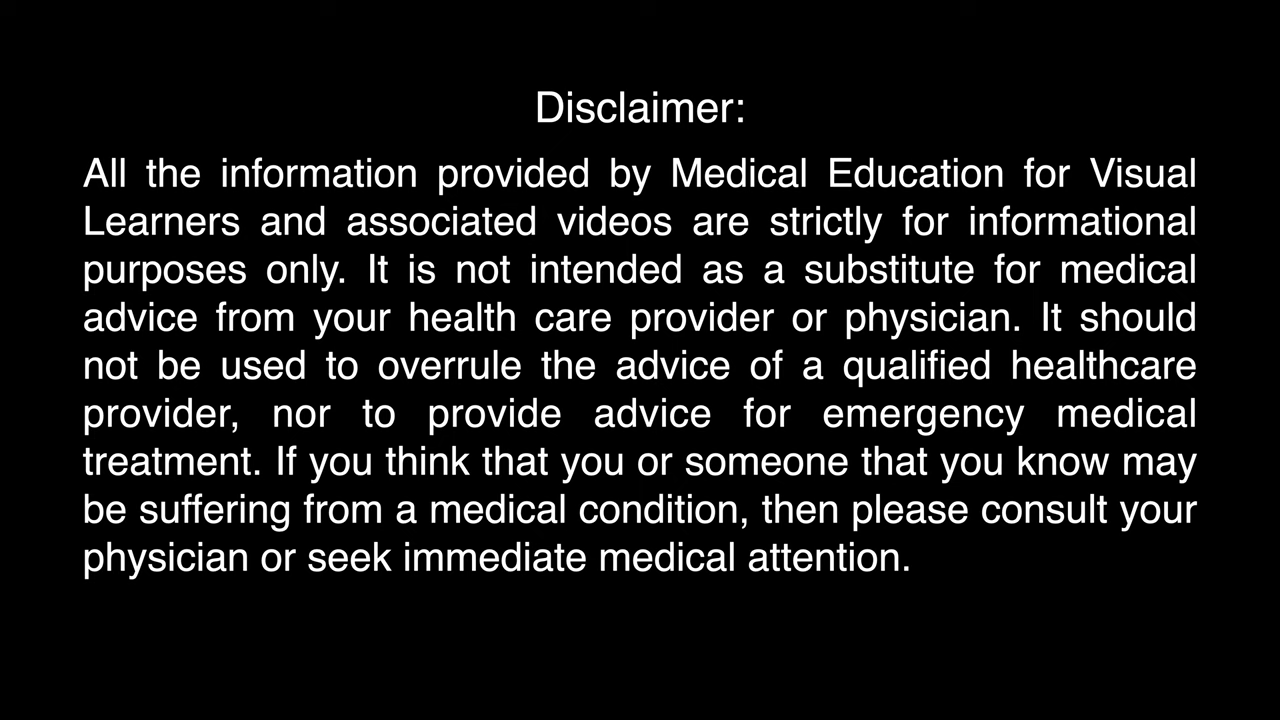 Disclaimer:
All the information provided by Medical Education for Visual
Learners and associated videos are strictly for informational
purposes only. It is not intended as a substitute for medical
advice from your health care provider or physician. It should
not be used to overrule the advice of a qualified healthcare
provider, nor to provide advice for emergency medical
treatment. If you think that you or someone that you know may
be suffering from a medical condition, then please consult your
physician or seek immediate medical attention.